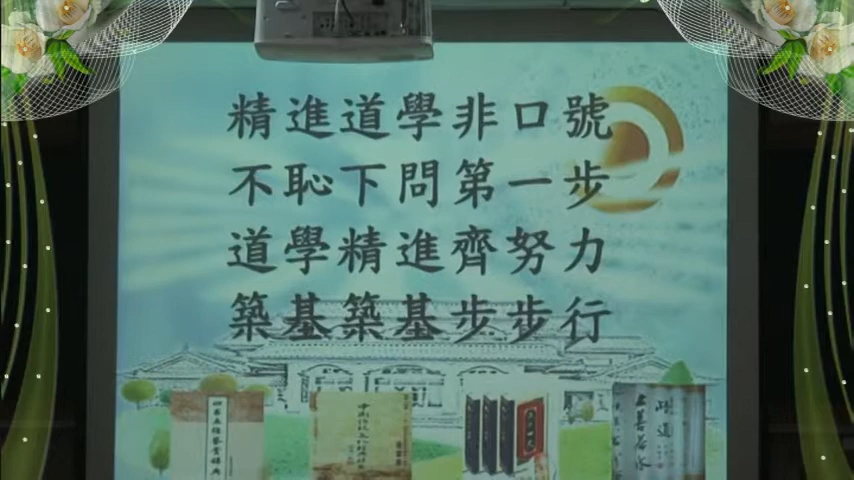 精進道學非口號
不恥下問第一步
道學精進齊努力
築基築基步步行